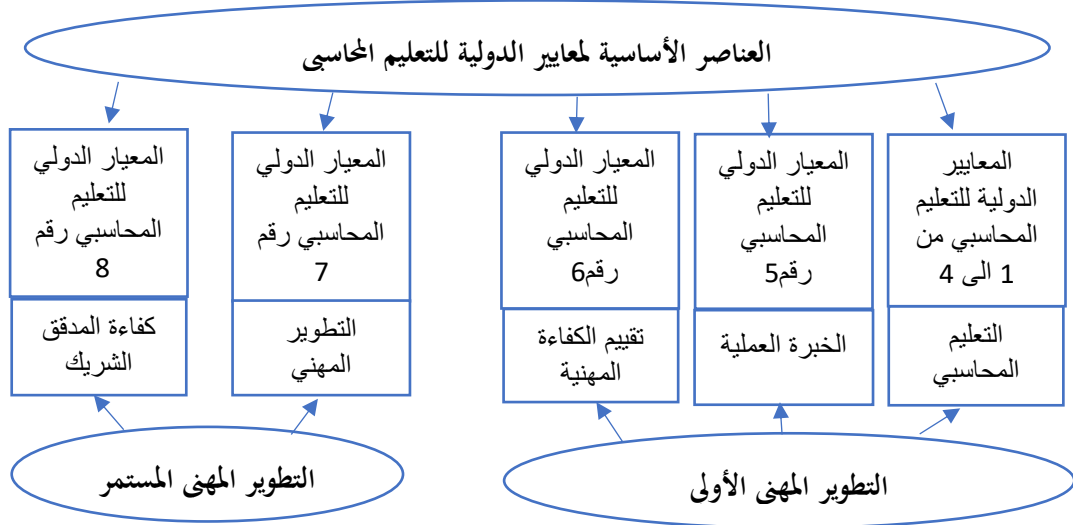 العناصر الأساسية لمعايير الدولية للتعليم المحاسبى
المعايير
الدولية للتعليم
المحاسبي من
1 الى 4
التعليم
المحاسبي
المعيار الدولي
للتعليم
المحاسبي
رقم5
الخبرة العملية
المعيار الدولي
للتعليم
المحاسبي
رقم6
تقييم الكفاءة
المهنية
المعيار الدولي
للتعليم
المحاسبي رقم
7
التطوير
المهني
المعيار الدولي
للتعليم
المحاسبي رقم
8
كفاءة المدقق
الشريك
التطوير المهنى الأولى
التطوير المهنى المستمر